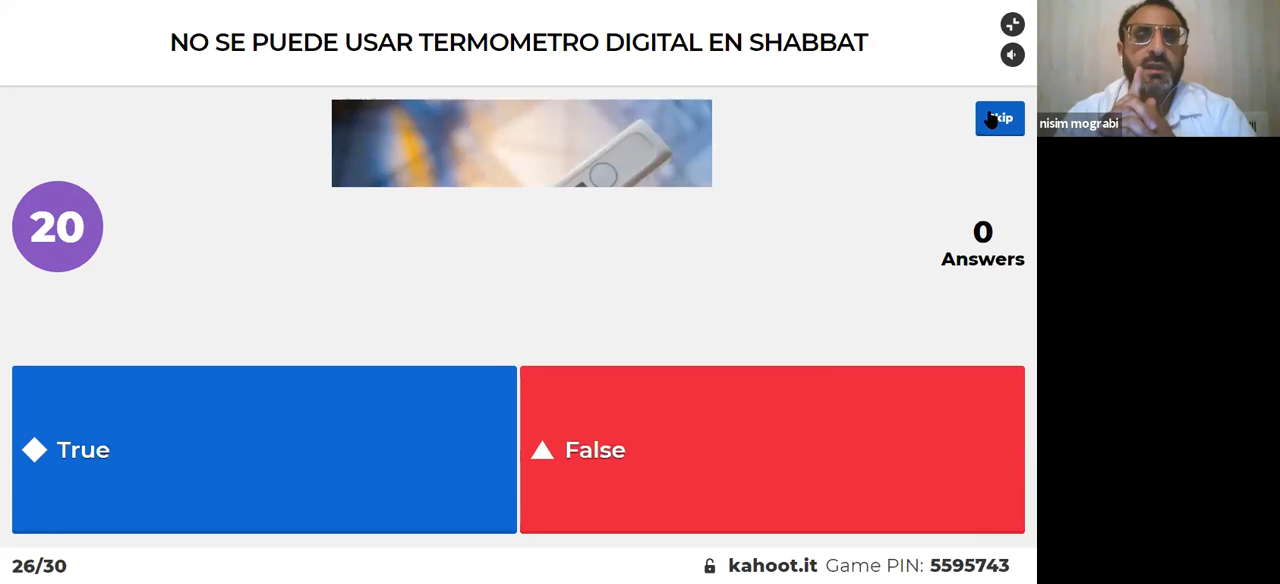 NO SE PUEDE USAR TERMOMETRO DIGITAL EN SHABBAT
nisim mograbi
20
0
Answers
True
False
26/30
kahoot.it Game PIN: 5595743